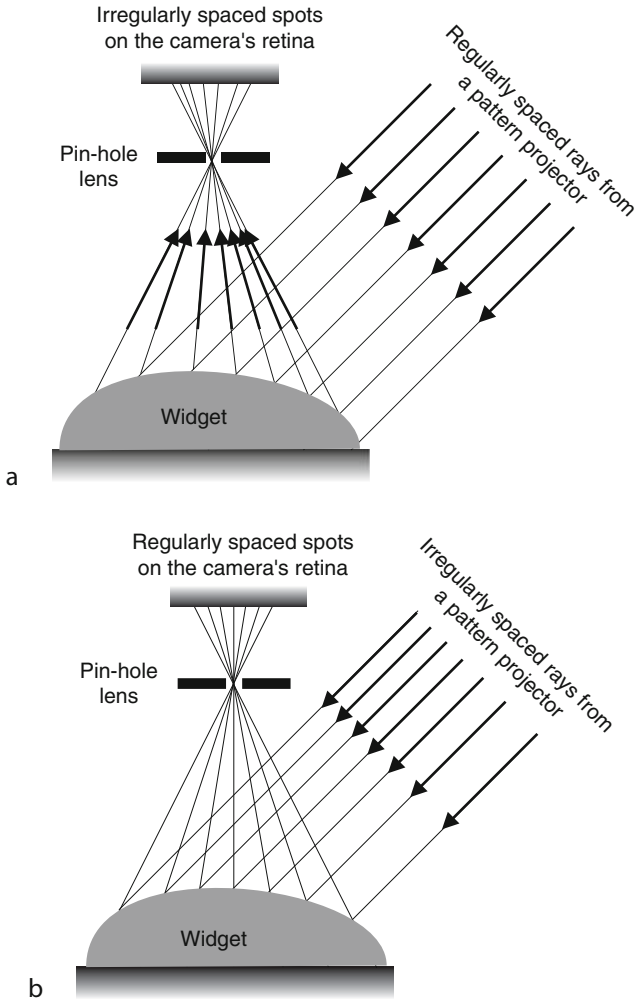 Irregularly spaced spots
on the camera's retina
Regularly spaced rays from
a pattern projector
Pin-hole
lens
Widget
a
Regularly spaced spots
on the camera's retina
Irregularly spaced rays from
a pattern projector
Pin-hole
lens
Widget
b